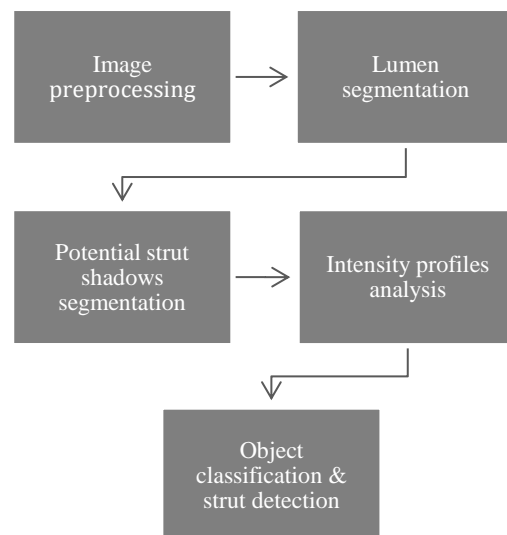 Image
preprocessing
Lumen
segmentation
Potential strut
shadows
segmentation
Intensity profiles
analysis
Object
classification &
strut detection